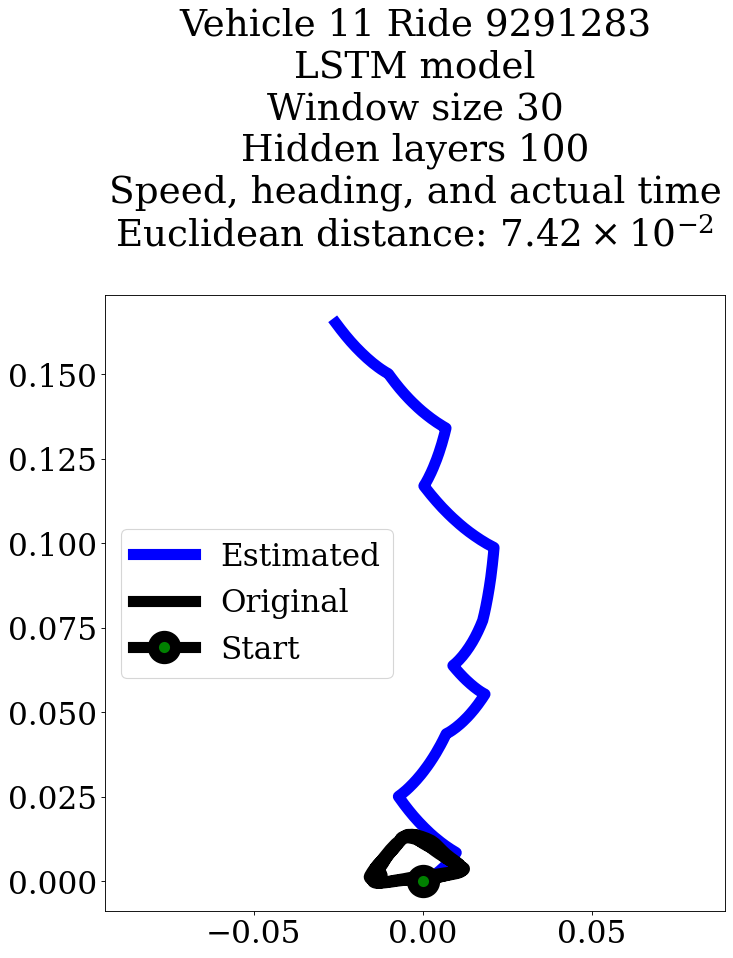 Vehicle 11 Ride 9291283
LSTM model
Window size 30
Hidden layers 100
Speed, heading, and actual time
Euclidean distance: 7.42 × 10⁻²
0.150
0.125
0.100
0.075
0.050
0.025
0.000
Estimated
Original
Start
−0.05 0.00 0.05